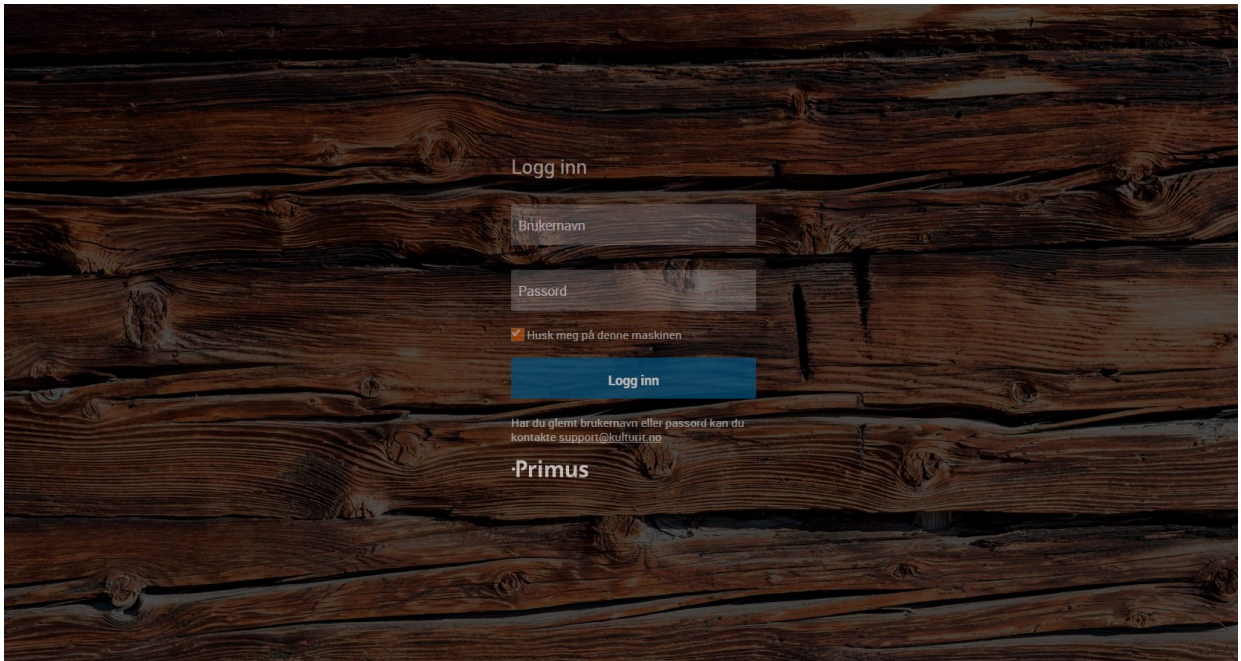 Logg inn
Brukernavn
Passord
Husk meg på denne maskinen
Logg inn
Har du glemt brukernavn eller passord kan du
kontakte support@kulturit.no
·Primus